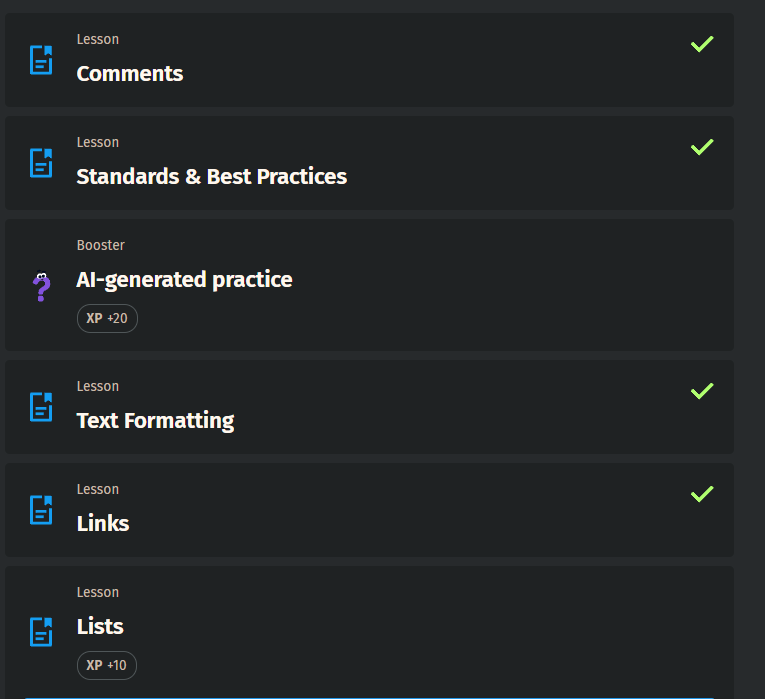 Lesson
Comments
Lesson
Standards & Best Practices
Booster
AI-generated practice
XP +20
Lesson
Text Formatting
Lesson
Links
Lesson
Lists
XP +10